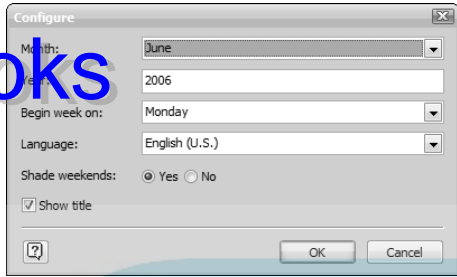 Configure
Month: June
Year: 2006
oks
Begin week on: Monday
Language: English (U.S.)
Shade weekends: Yes No
Show title
? OK Cancel